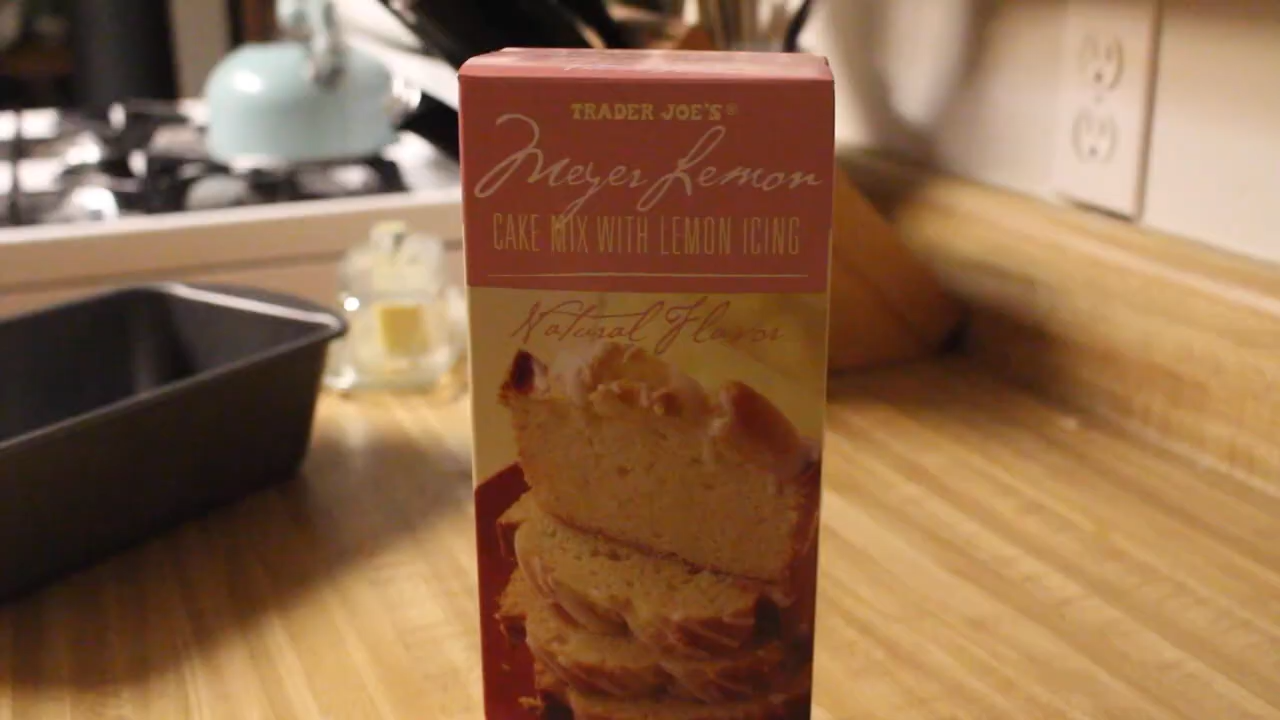 TRADER JOE'S®
Meyer Lemon
CAKE MIX WITH LEMON ICING
Natural Flavor